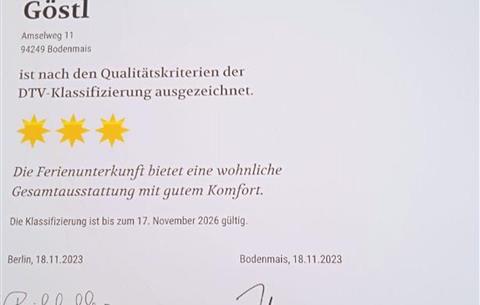 Göstl
Amselweg 11
94249 Bodenmais
ist nach den Qualitätskriterien der
DTV-Klassifizierung ausgezeichnet.
Die Ferienunterkunft bietet eine wohnliche
Gesamtausstattung mit gutem Komfort.
Die Klassifizierung ist bis zum 17. November 2026 gültig.
Berlin, 18.11.2023 Bodenmais, 18.11.2023